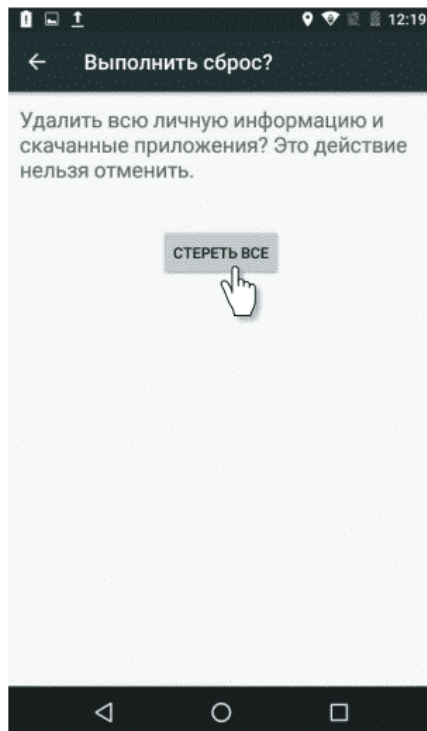 12:19
Выполнить сброс?
Удалить всю личную информацию и
скачанные приложения? Это действие
нельзя отменить.
СТЕРЕТЬ ВСЕ